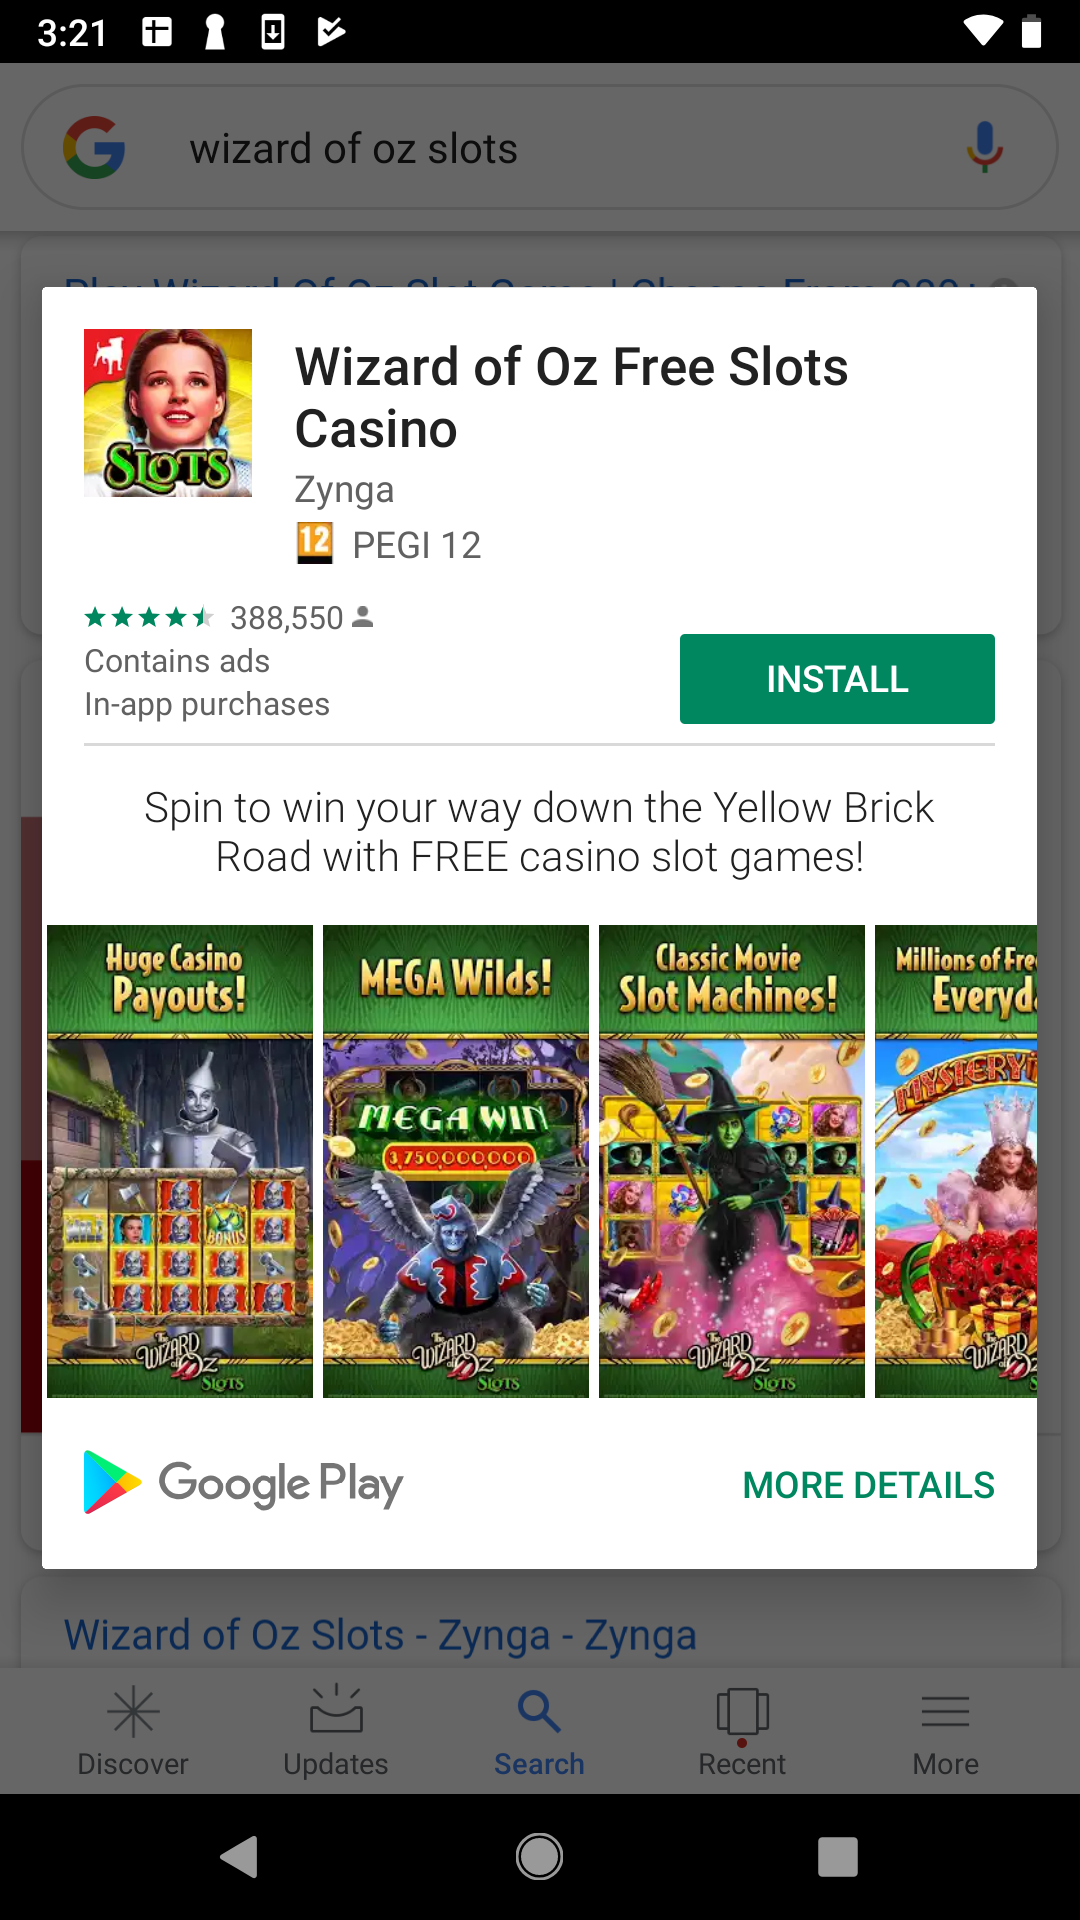 3:21
wizard of oz slots
Wizard of Oz Free Slots
Casino
Zynga
12 PEGI 12
388,550
Contains ads
In-app purchases
INSTALL
Spin to win your way down the Yellow Brick
Road with FREE casino slot games!
Huge Casino
Payouts!
BONUS
The
WIZARD
of OZ
SLOTS
MEGA Wilds!
MEGA WIN
3,750,000,000
The
WIZARD
of OZ
SLOTS
Classic Movie
Slot Machines!
The
WIZARD
of OZ
SLOTS
Millions of Fre
Everyd
MYSTERY
The
WIZARD
of OZ
SLOTS
Google Play
MORE DETAILS
Wizard of Oz Slots - Zynga - Zynga
Discover
Updates
Search
Recent
More